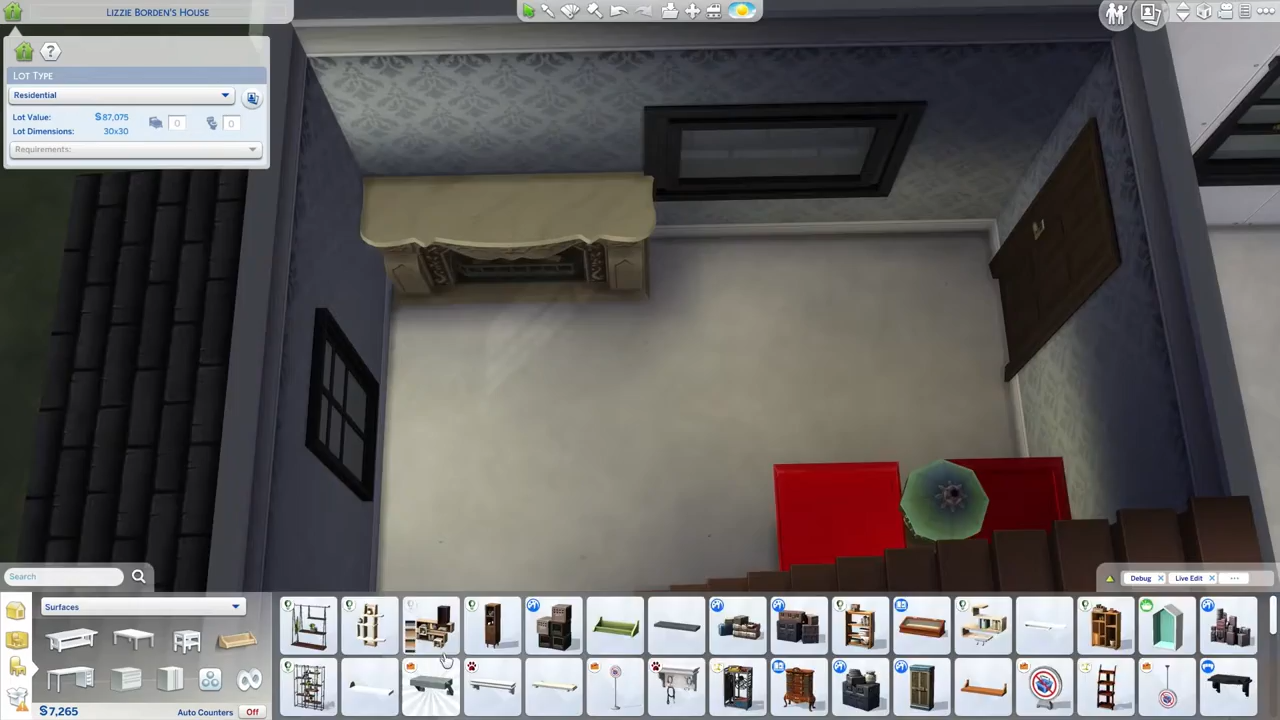 LIZZIE BORDEN'S HOUSE
?
LOT TYPE
Residential
Lot Value: §87,075
0
0
Lot Dimensions: 30x30
Requirements:
Search
Debug
Live Edit
Surfaces
§7,265
Auto Counters
Off